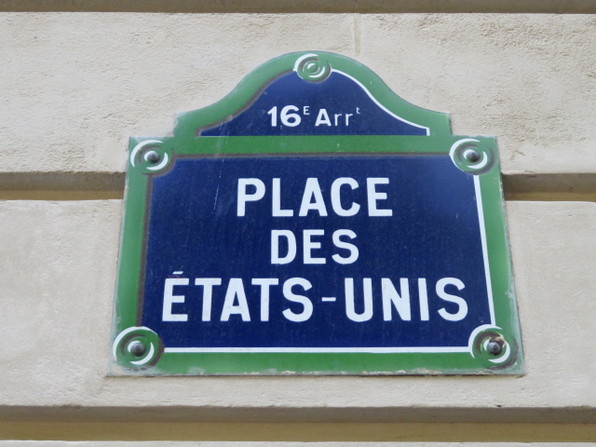 16E Arrt
PLACE
DES
ÉTATS-UNIS